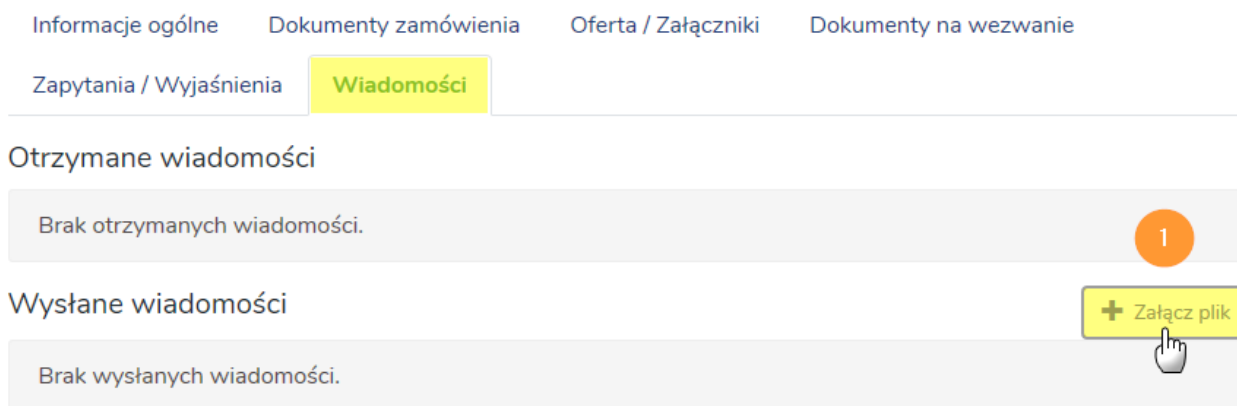 Informacje ogólne Dokumenty zamówienia Oferta / Załączniki Dokumenty na wezwanie
Zapytania / Wyjaśnienia Wiadomości
Otrzymane wiadomości
Brak otrzymanych wiadomości.
1
Wysłane wiadomości
+ Załącz plik
Brak wysłanych wiadomości.